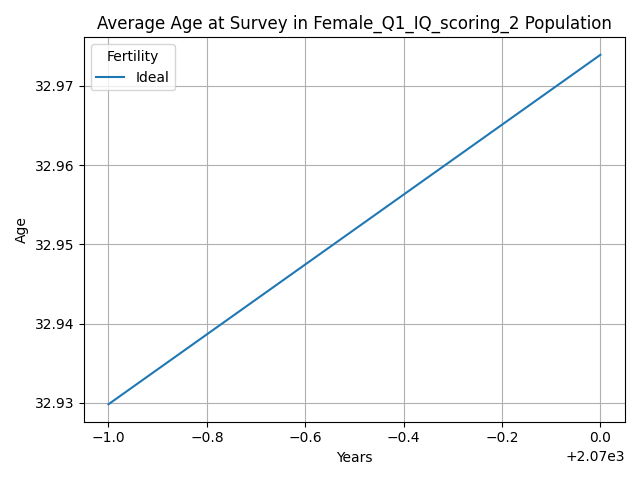 Average Age at Survey in Female_Q1_IQ_scoring_2 Population
Fertility
Ideal
32.97
32.96
32.95
32.94
32.93
Age
−1.0 −0.8 −0.6 −0.4 −0.2 0.0
Years
+2.07e3